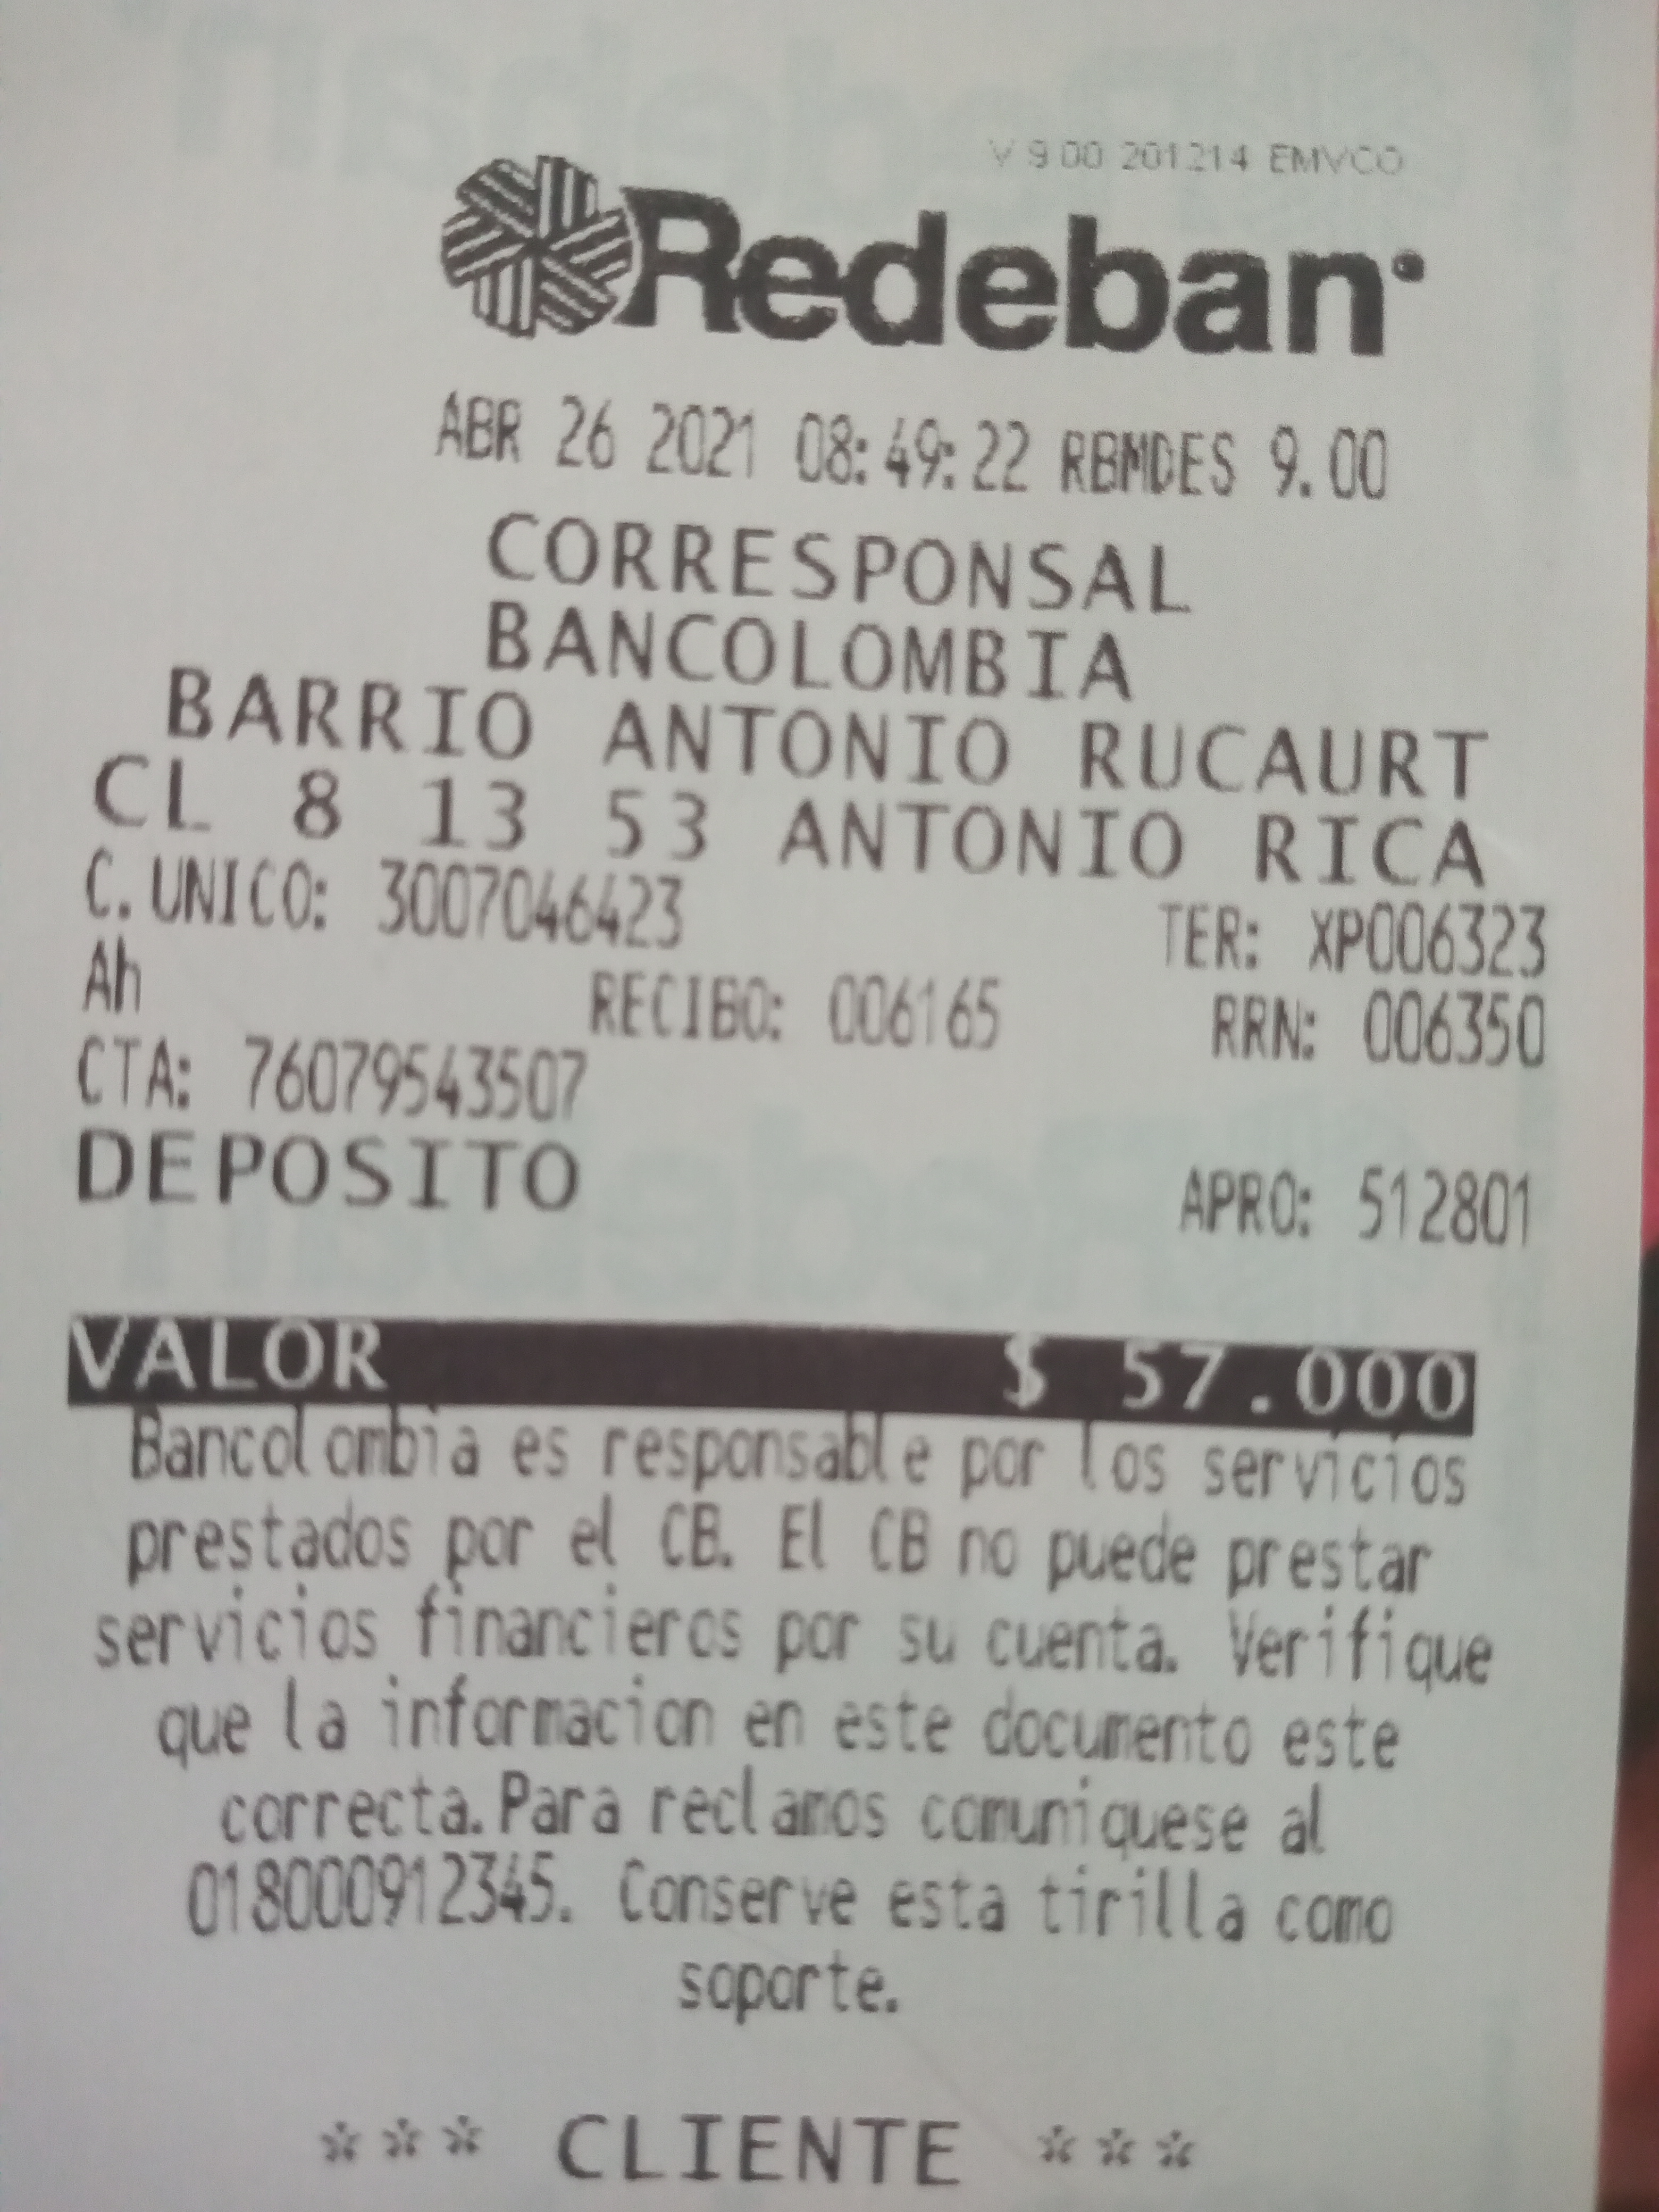 V 9.00 201214 EMVCO
Redeban
ABR 26 2021 08:49:22 RBMDES 9.00
CORRESPONSAL
BANCOLOMBIA
BARRIO ANTONIO RUCAURT
CL 8 13 53 ANTONIO RICA
C. UNICO: 3007046423 TER: XP006323
Ah RECIBO: 006165 RRN: 006350
CTA: 76079543507
DEPOSITO APRO: 512801
VALOR $ 57.000
Bancolombia es responsable por los servicios
prestados por el CB. El CB no puede prestar
servicios financieros por su cuenta. Verifique
que la informacion en este documento este
correcta.Para reclamos comuniquese al
018000912345. Conserve esta tirilla como
soporte.
*** CLIENTE ***